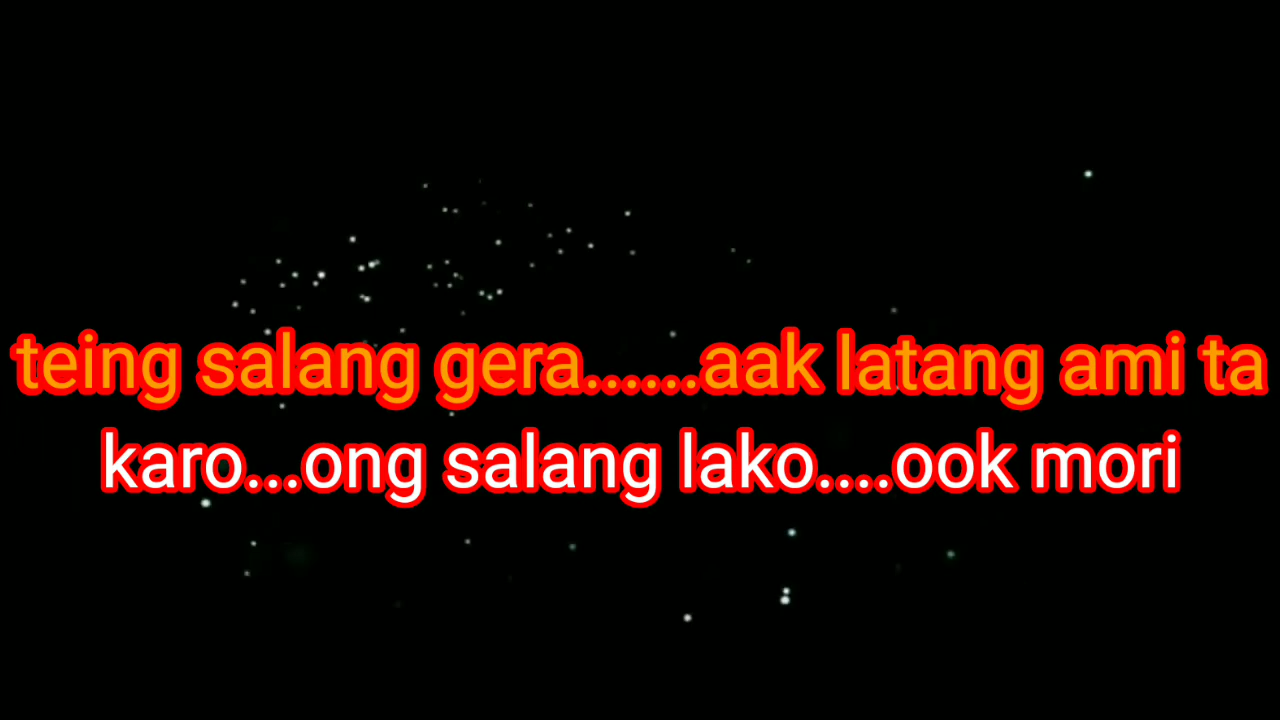 teing salang gera......aak latang ami ta
karo...ong salang lako....ook mori